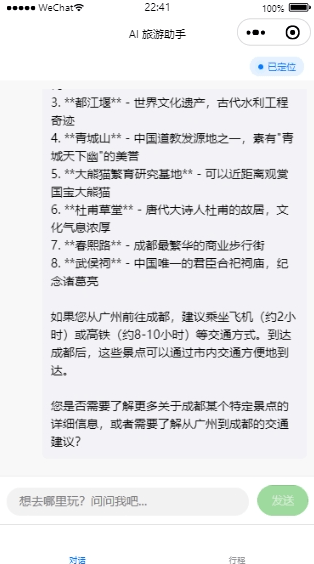 WeChat
22:41
100%
AI 旅游助手
已定位
3. **都江堰** - 世界文化遗产，古代水利工程
奇迹
4. **青城山** - 中国道教发源地之一，素有"青
城天下幽"的美誉
5. **大熊猫繁育研究基地** - 可以近距离观赏
国宝大熊猫
6. **杜甫草堂** - 唐代大诗人杜甫的故居，文
化气息浓厚
7. **春熙路** - 成都最繁华的商业步行街
8. **武侯祠** - 中国唯一的君臣合祀祠庙，纪
念诸葛亮
如果您从广州前往成都，建议乘坐飞机（约2小
时）或高铁（约8-10小时）等交通方式。到达
成都后，这些景点可以通过市内交通方便地到
达。
您是否需要了解更多关于成都某个特定景点的
详细信息，或者需要了解从广州到成都的交通
建议？
想去哪里玩？问问我吧...
发送
对话
行程